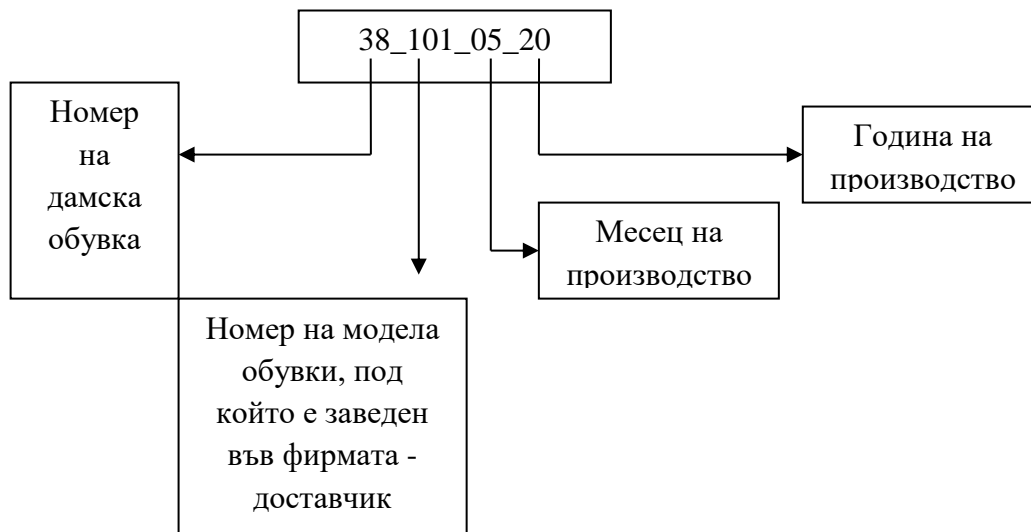 38_101_05_20
Номер
на
дамска
обувка
Година на
производство
Месец на
производство
Номер на модела
обувки, под
който е заведен
във фирмата -
доставчик